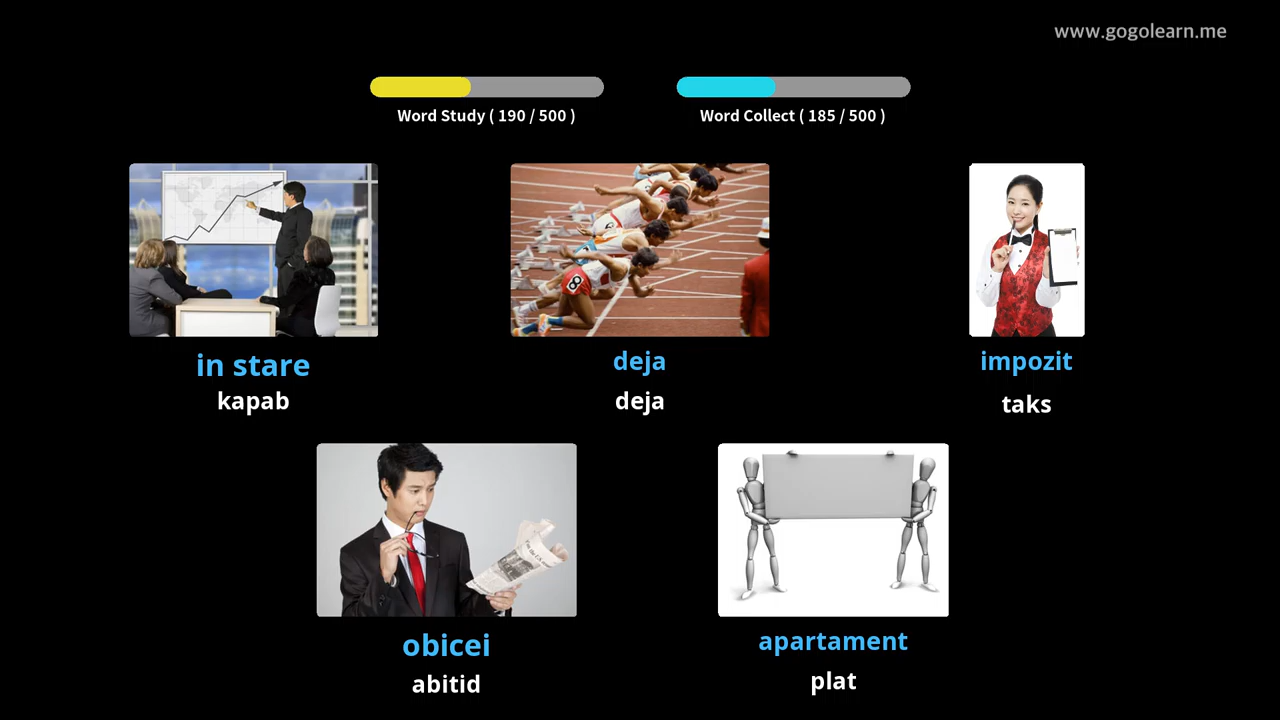 www.gogolearn.me
Word Study ( 190 / 500 )
Word Collect ( 185 / 500 )
in stare
kapab
deja
deja
impozit
taks
obicei
abitid
apartament
plat